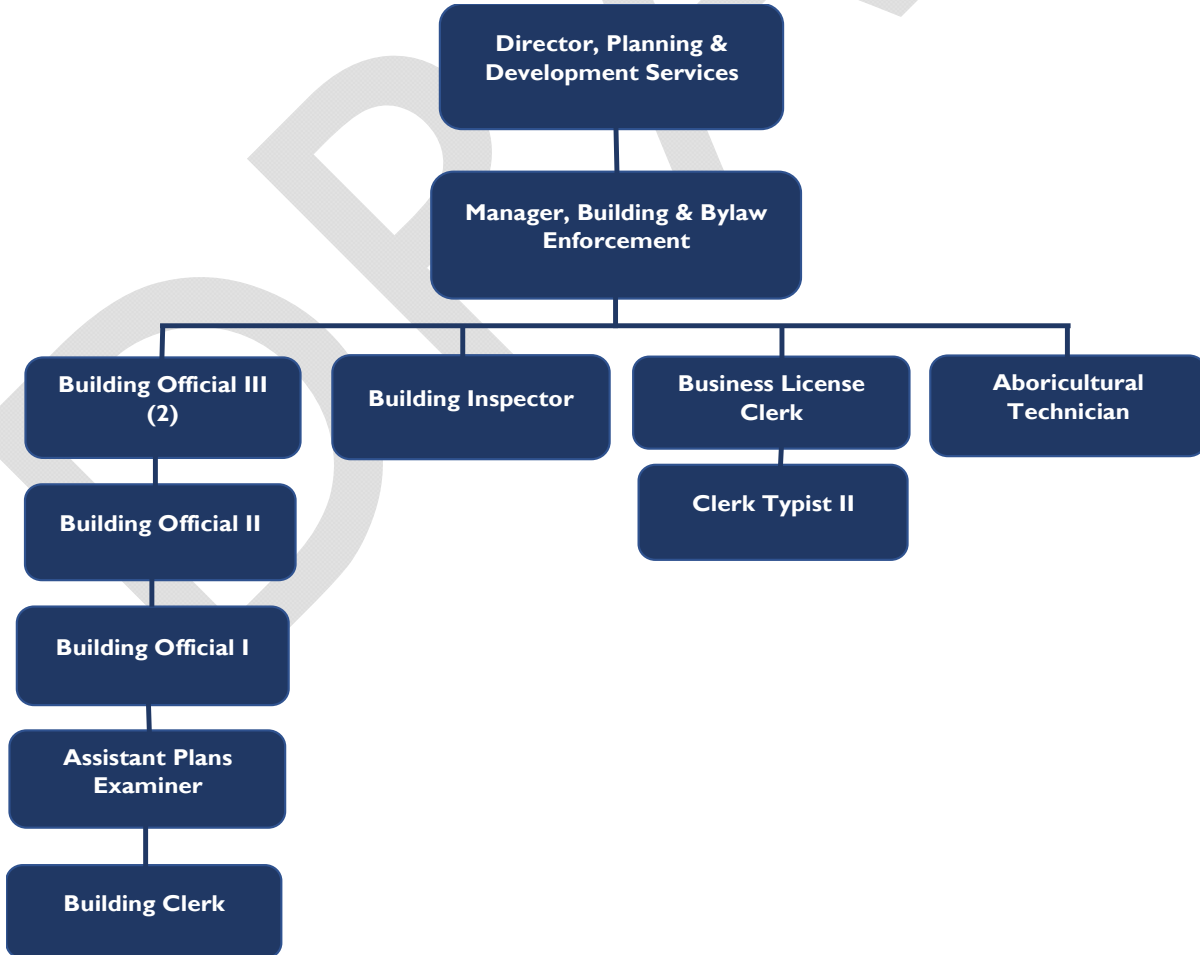 Director, Planning &
Development Services
Manager, Building & Bylaw
Enforcement
Building Official III
(2)
Building Inspector
Business License
Clerk
Aboricultural
Technician
Building Official II
Clerk Typist II
Building Official I
Assistant Plans
Examiner
Building Clerk